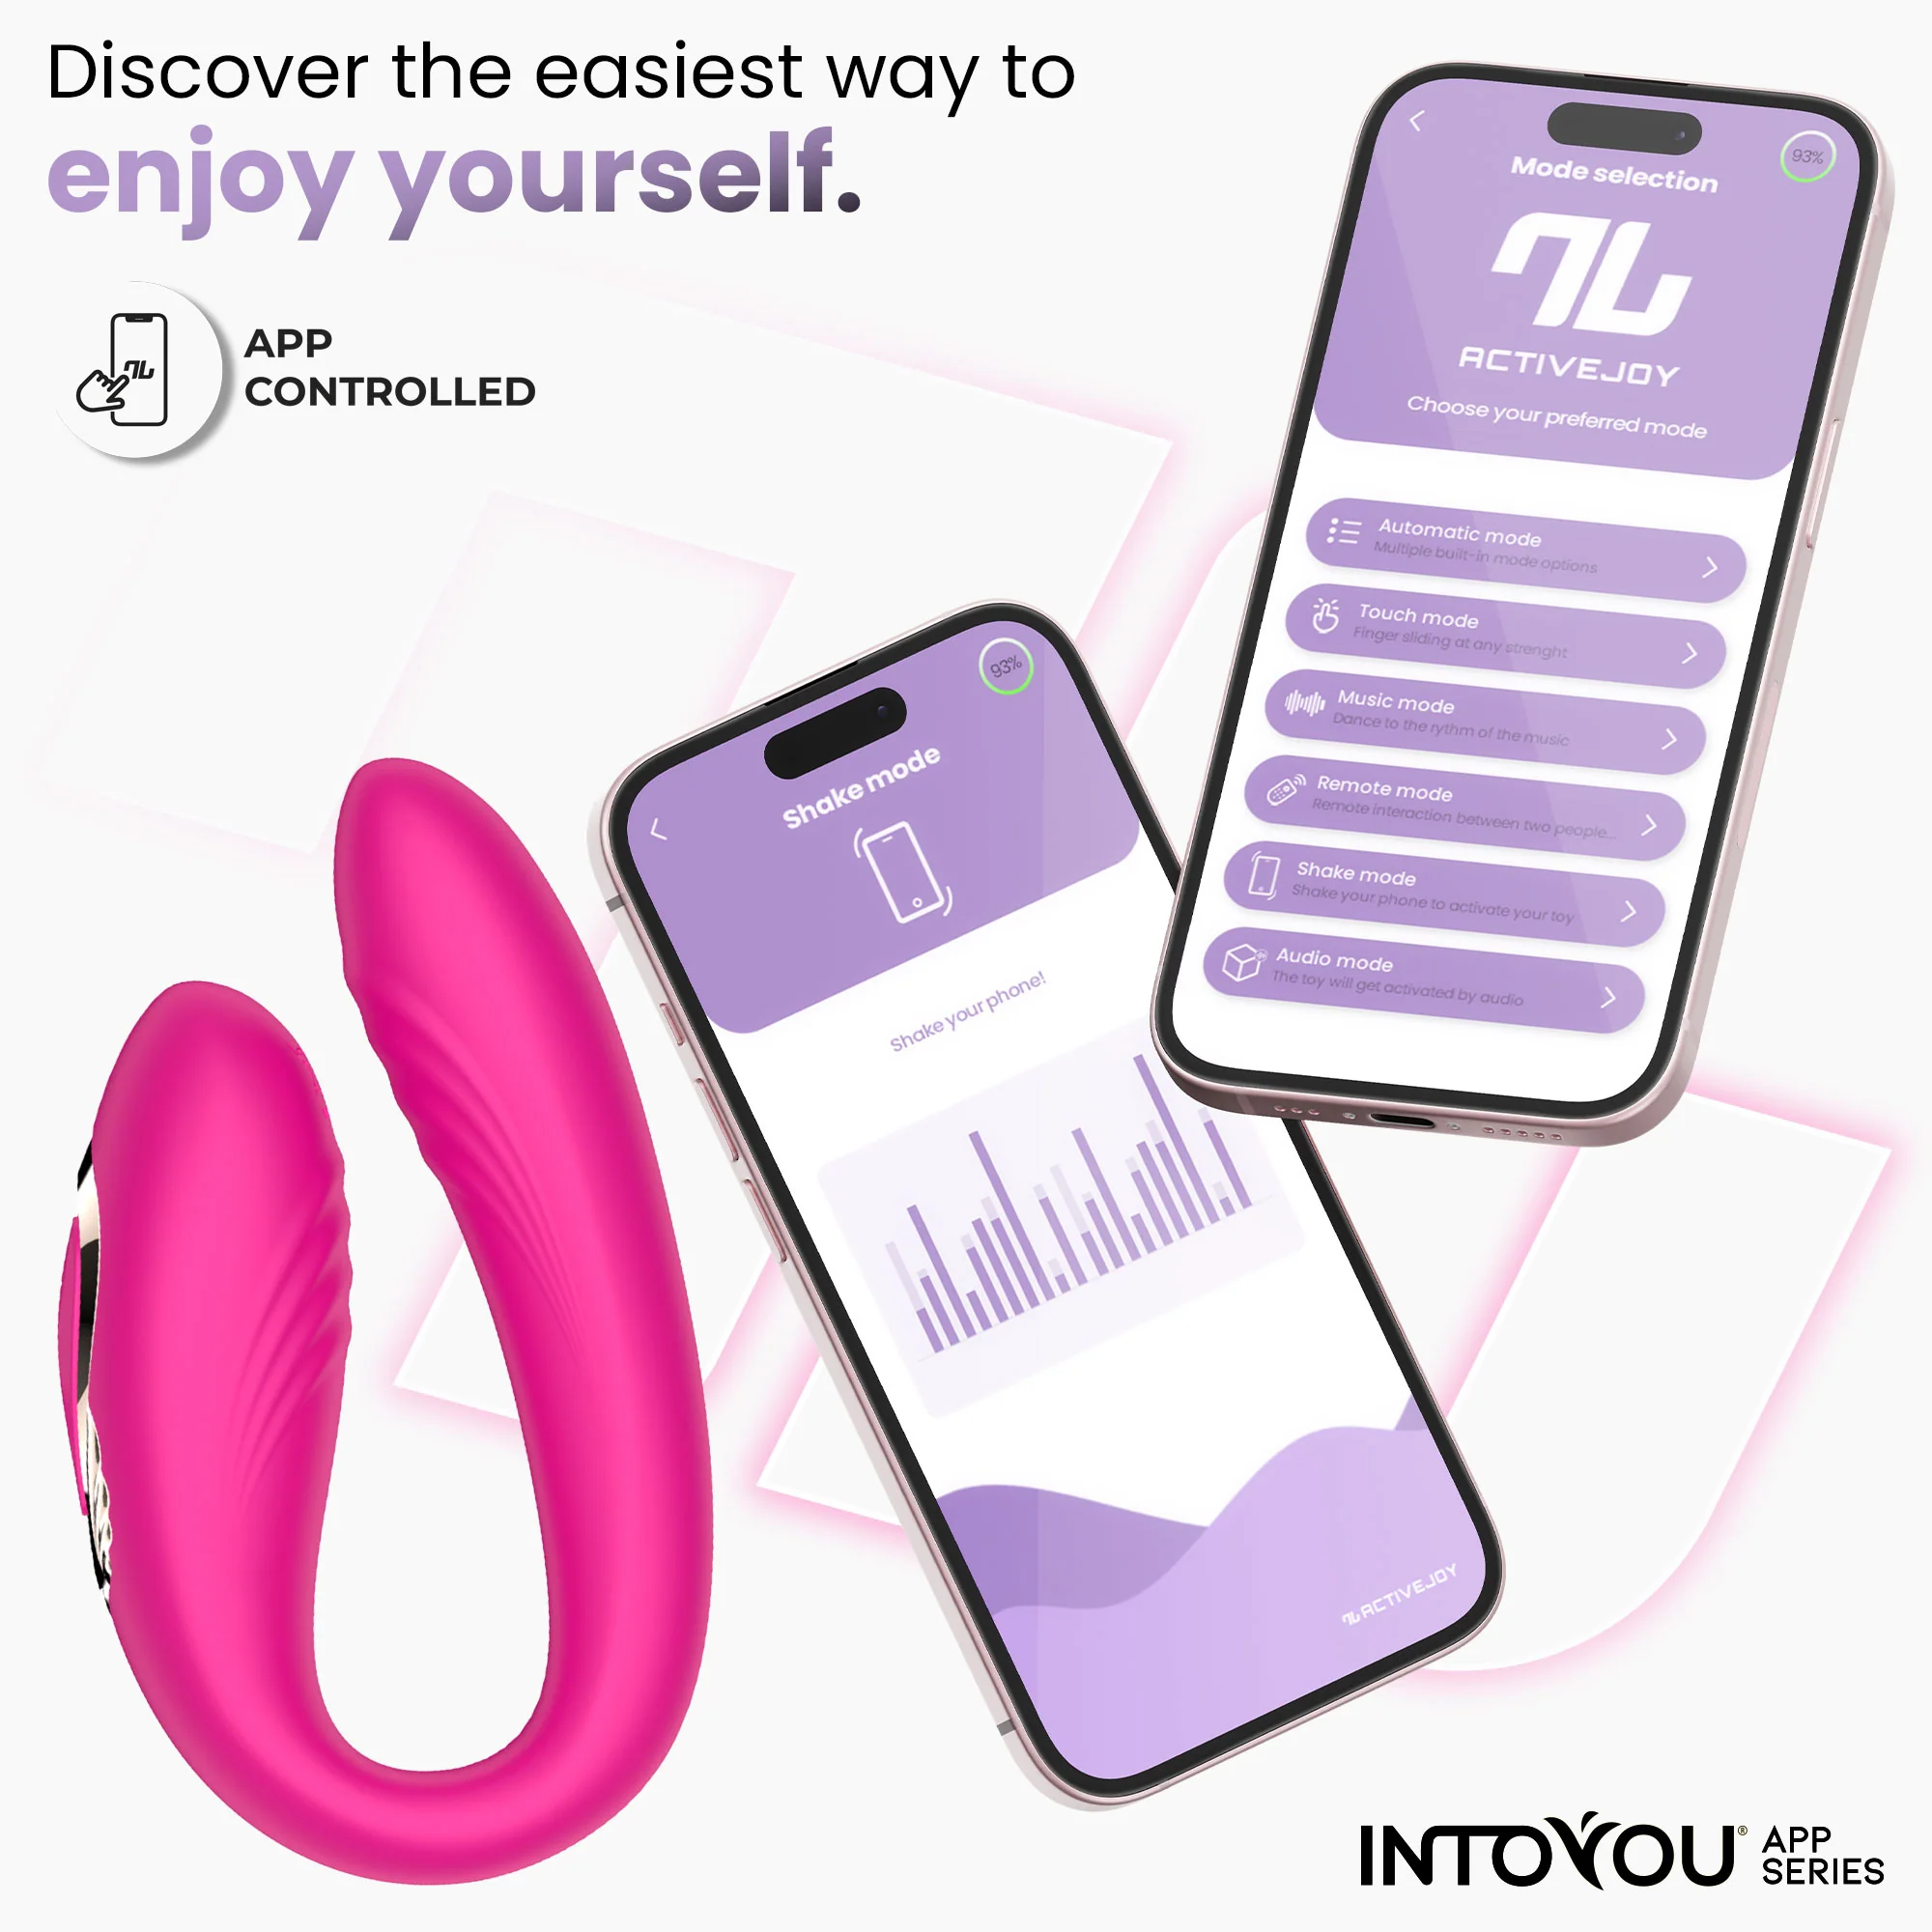 Discover the easiest way to
enjoy yourself.
APP
CONTROLLED
93%
Mode selection
ACTIVEJOY
Choose your preferred mode
Automatic mode
Multiple built-in mode options
Touch mode
Finger sliding at any strenght
Music mode
Dance to the rythm of the music
Remote mode
Remote interaction between two people...
Shake mode
Shake your phone to activate your toy
Audio mode
The toy will get activated by audio
93%
Shake mode
Shake your phone!
ACTIVEJOY
INTOYOU® APP
SERIES